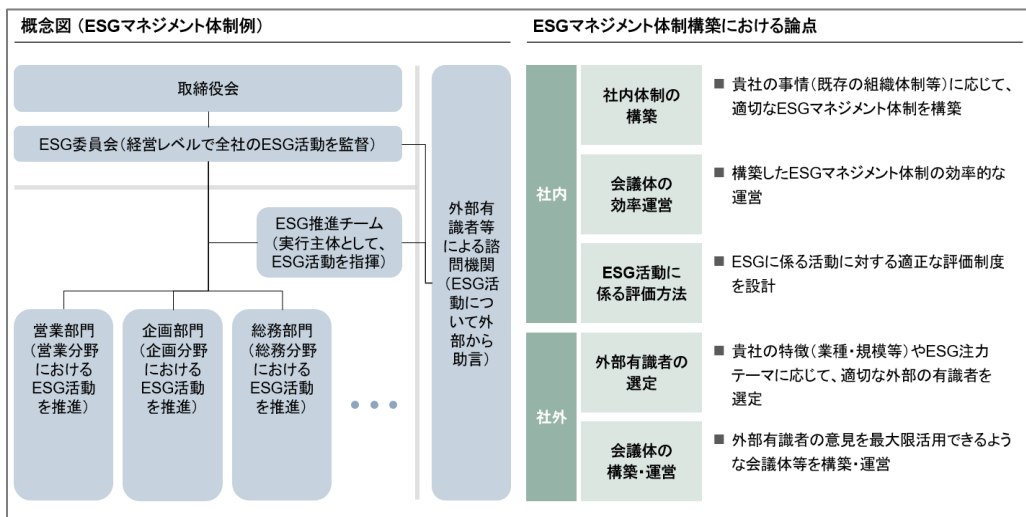 概念図（ESGマネジメント体制例）
取締役会
ESG委員会（経営レベルで全社のESG活動を監督）
ESG推進チーム
（実行主体として、
ESG活動を指揮）
営業部門
（営業分野
における
ESG活動
を推進）
企画部門
（企画分野
における
ESG活動
を推進）
総務部門
（総務分野
における
ESG活動
を推進）
外部有
識者等
による諮
問機関
（ESG活
動につ
いて外
部から
助言）
ESGマネジメント体制構築における論点
社内
社内体制の
構築
■ 貴社の事情（既存の組織体制等）に応じて、
適切なESGマネジメント体制を構築
会議体の
効率運営
■ 構築したESGマネジメント体制の効率的な
運営
ESG活動に
係る評価方法
■ ESGに係る活動に対する適正な評価制度
を設計
社外
外部有識者の
選定
■ 貴社の特徴（業種・規模等）やESG注力
テーマに応じて、適切な外部の有識者を
選定
会議体の
構築・運営
■ 外部有識者の意見を最大限活用できるよう
な会議体等を構築・運営